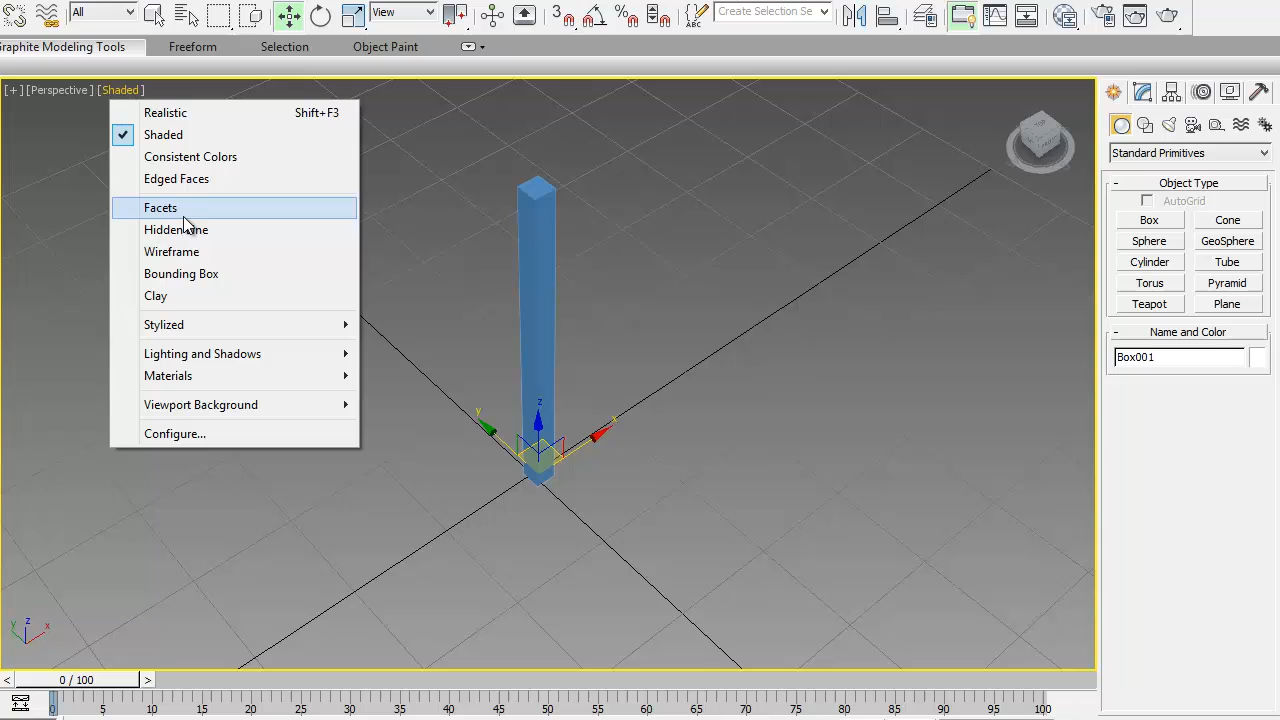 All
View
3
ABC
Create Selection Se
Graphite Modeling Tools
Freeform
Selection
Object Paint
[+] [Perspective] [Shaded]
Realistic Shift+F3
Shaded
Consistent Colors
Edged Faces
Facets
Wireframe
Bounding Box
Clay
Stylized
Lighting and Shadows
Materials
Viewport Background
Configure...
z
y
x
z
y
x
Standard Primitives
- Object Type
AutoGrid
Box Cone
Sphere GeoSphere
Cylinder Tube
Torus Pyramid
Teapot Plane
- Name and Color
Box001
< 0 / 100 >
0 5 10 15 20 25 30 35 40 45 50 55 60 65 70 75 80 85 90 95 100